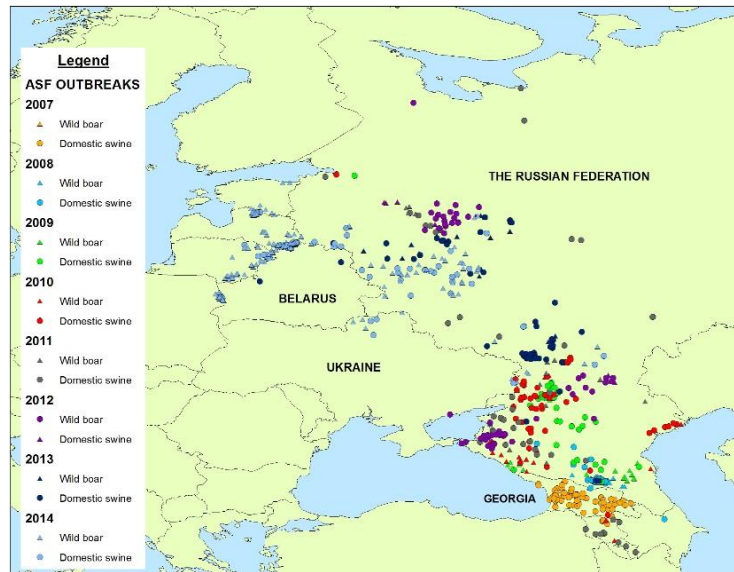 Legend
ASF OUTBREAKS
2007
Wild boar
Domestic swine
2008
Wild boar
Domestic swine
2009
Wild boar
Domestic swine
2010
Wild boar
Domestic swine
2011
Wild boar
Domestic swine
2012
Wild boar
Domestic swine
2013
Wild boar
Domestic swine
2014
Wild boar
Domestic swine
THE RUSSIAN FEDERATION
BELARUS
UKRAINE
GEORGIA